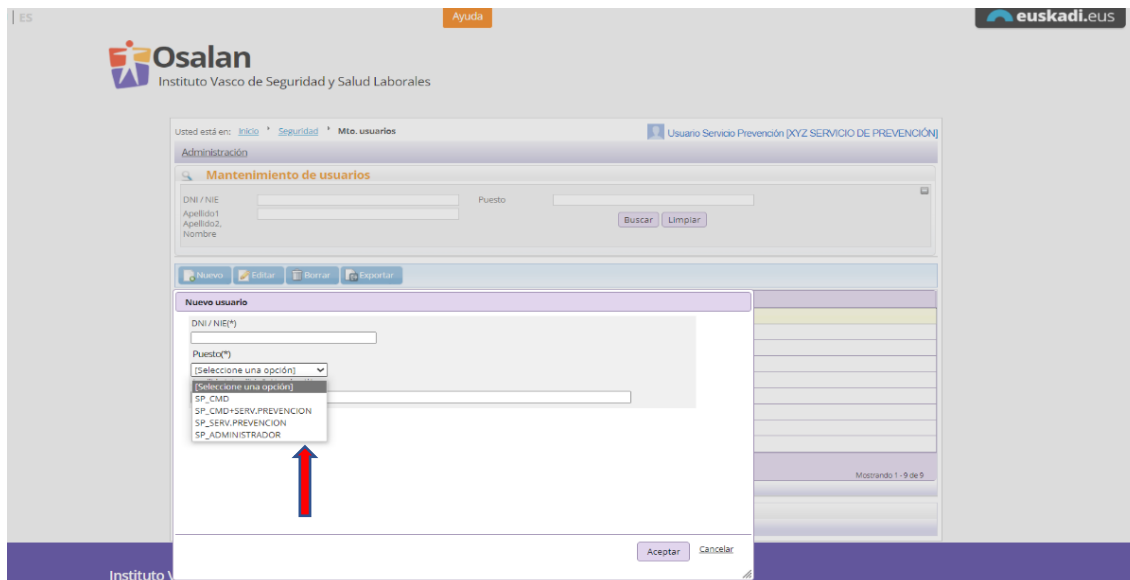 ES
Ayuda
euskadi.eus
Osalan
Instituto Vasco de Seguridad y Salud Laborales
Usted está en: Inicio Seguridad Mto. usuarios
Usuario Servicio Prevención [XYZ SERVICIO DE PREVENCIÓN]
Administración
Mantenimiento de usuarios
DNI / NIE
Puesto
Apellido1
Apellido2,
Nombre
Buscar Limpiar
Nuevo Editar Borrar Exportar
Nuevo usuario
DNI / NIE(*)
Puesto(*)
[Seleccione una opción]
[Seleccione una opción]
SP_CMD
SP_CMD+SERV.PREVENCION
SP_SERV.PREVENCION
SP_ADMINISTRADOR
Mostrando 1 - 9 de 9
Aceptar Cancelar
Instituto